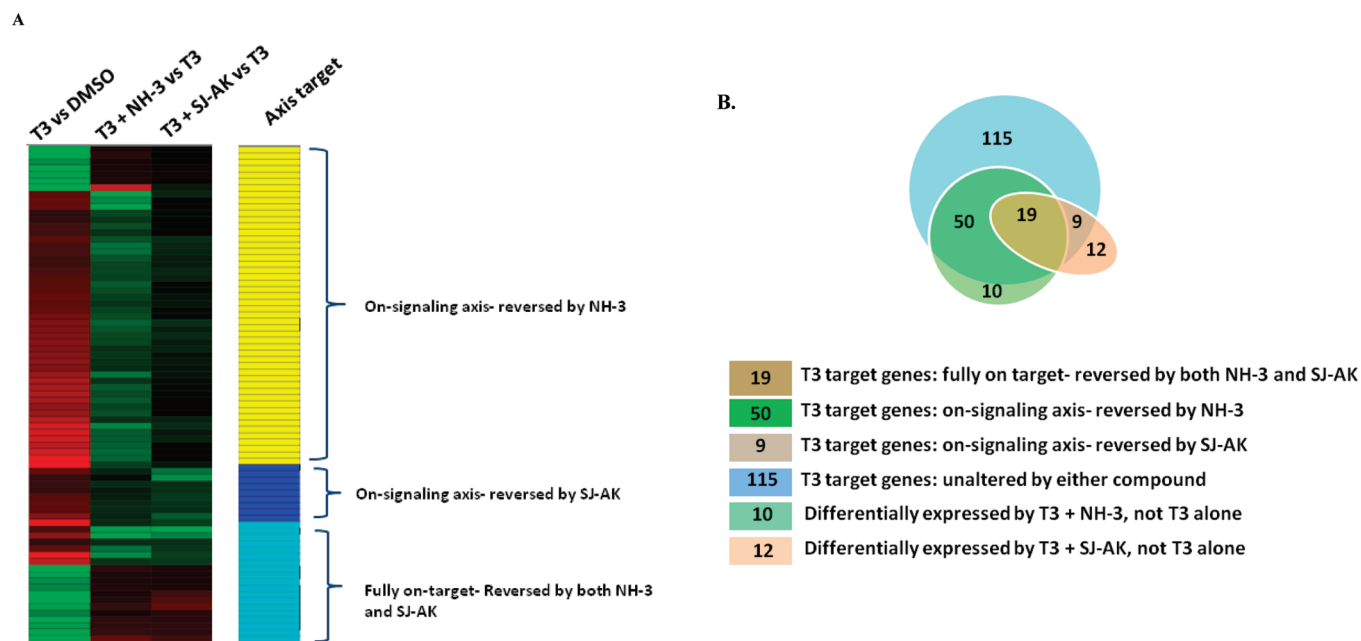 A
T3 vs DMSO
T3 + NH-3 vs T3
T3 + SJ-AK vs T3
Axis target
On-signaling axis- reversed by NH-3
On-signaling axis- reversed by SJ-AK
Fully on-target- Reversed by both NH-3
and SJ-AK
B.
115
50
19
9
12
10
19 T3 target genes: fully on target- reversed by both NH-3 and SJ-AK
50 T3 target genes: on-signaling axis- reversed by NH-3
9 T3 target genes: on-signaling axis- reversed by SJ-AK
115 T3 target genes: unaltered by either compound
10 Differentially expressed by T3 + NH-3, not T3 alone
12 Differentially expressed by T3 + SJ-AK, not T3 alone